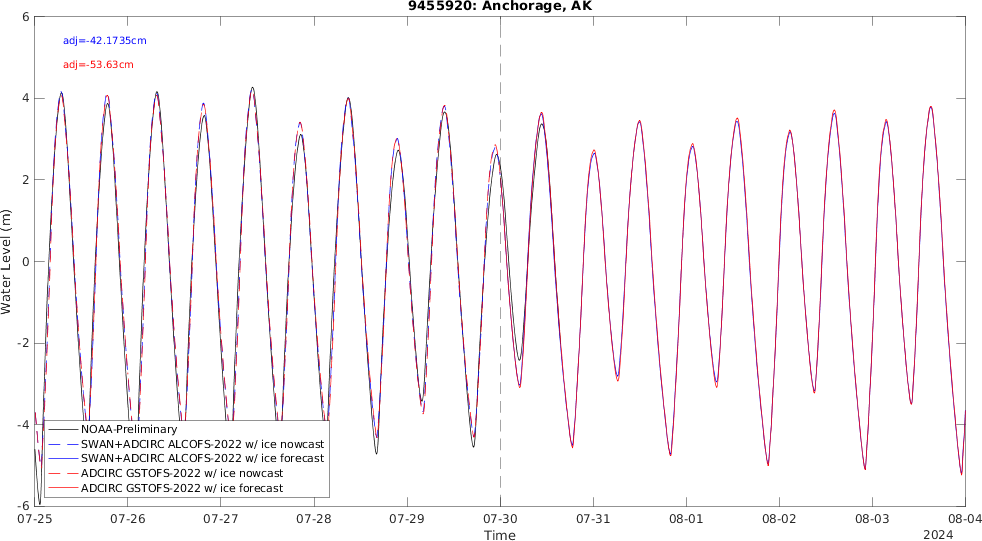 9455920: Anchorage, AK
adj=-42.1735cm
adj=-53.63cm
6
4
2
0
-2
-4
-6
Water Level (m)
NOAA-Preliminary
SWAN+ADCIRC ALCOFS-2022 w/ ice nowcast
SWAN+ADCIRC ALCOFS-2022 w/ ice forecast
ADCIRC GSTOFS-2022 w/ ice nowcast
ADCIRC GSTOFS-2022 w/ ice forecast
07-25 07-26 07-27 07-28 07-29 07-30 07-31 08-01 08-02 08-03 08-04
Time
2024